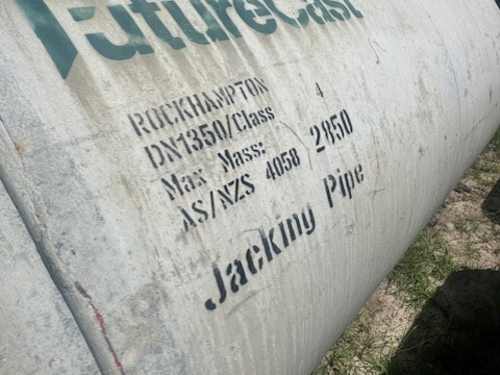 FutureCast
ROCKHAMPTON
DN1350/Class 4
Max Mass: 2850
AS/NZS 4058
Jacking Pipe